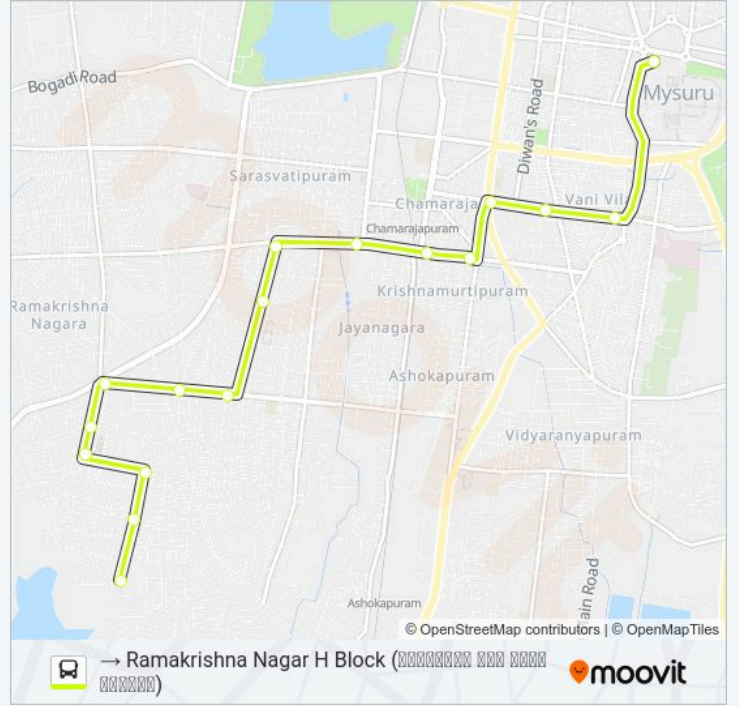 Bogadi Road
Mysuru
Diwan's Road
Sarasvatipuram
Chamaraja
Vani Vila
Chamarajapuram
Ramakrishna
Nagara
Krishnamurtipuram
Jayanagara
Ashokapuram
Vidyaranyapuram
Ashokapuram
ain Road
© OpenStreetMap contributors | © OpenMapTiles
→ Ramakrishna Nagar H Block (
)
moovit